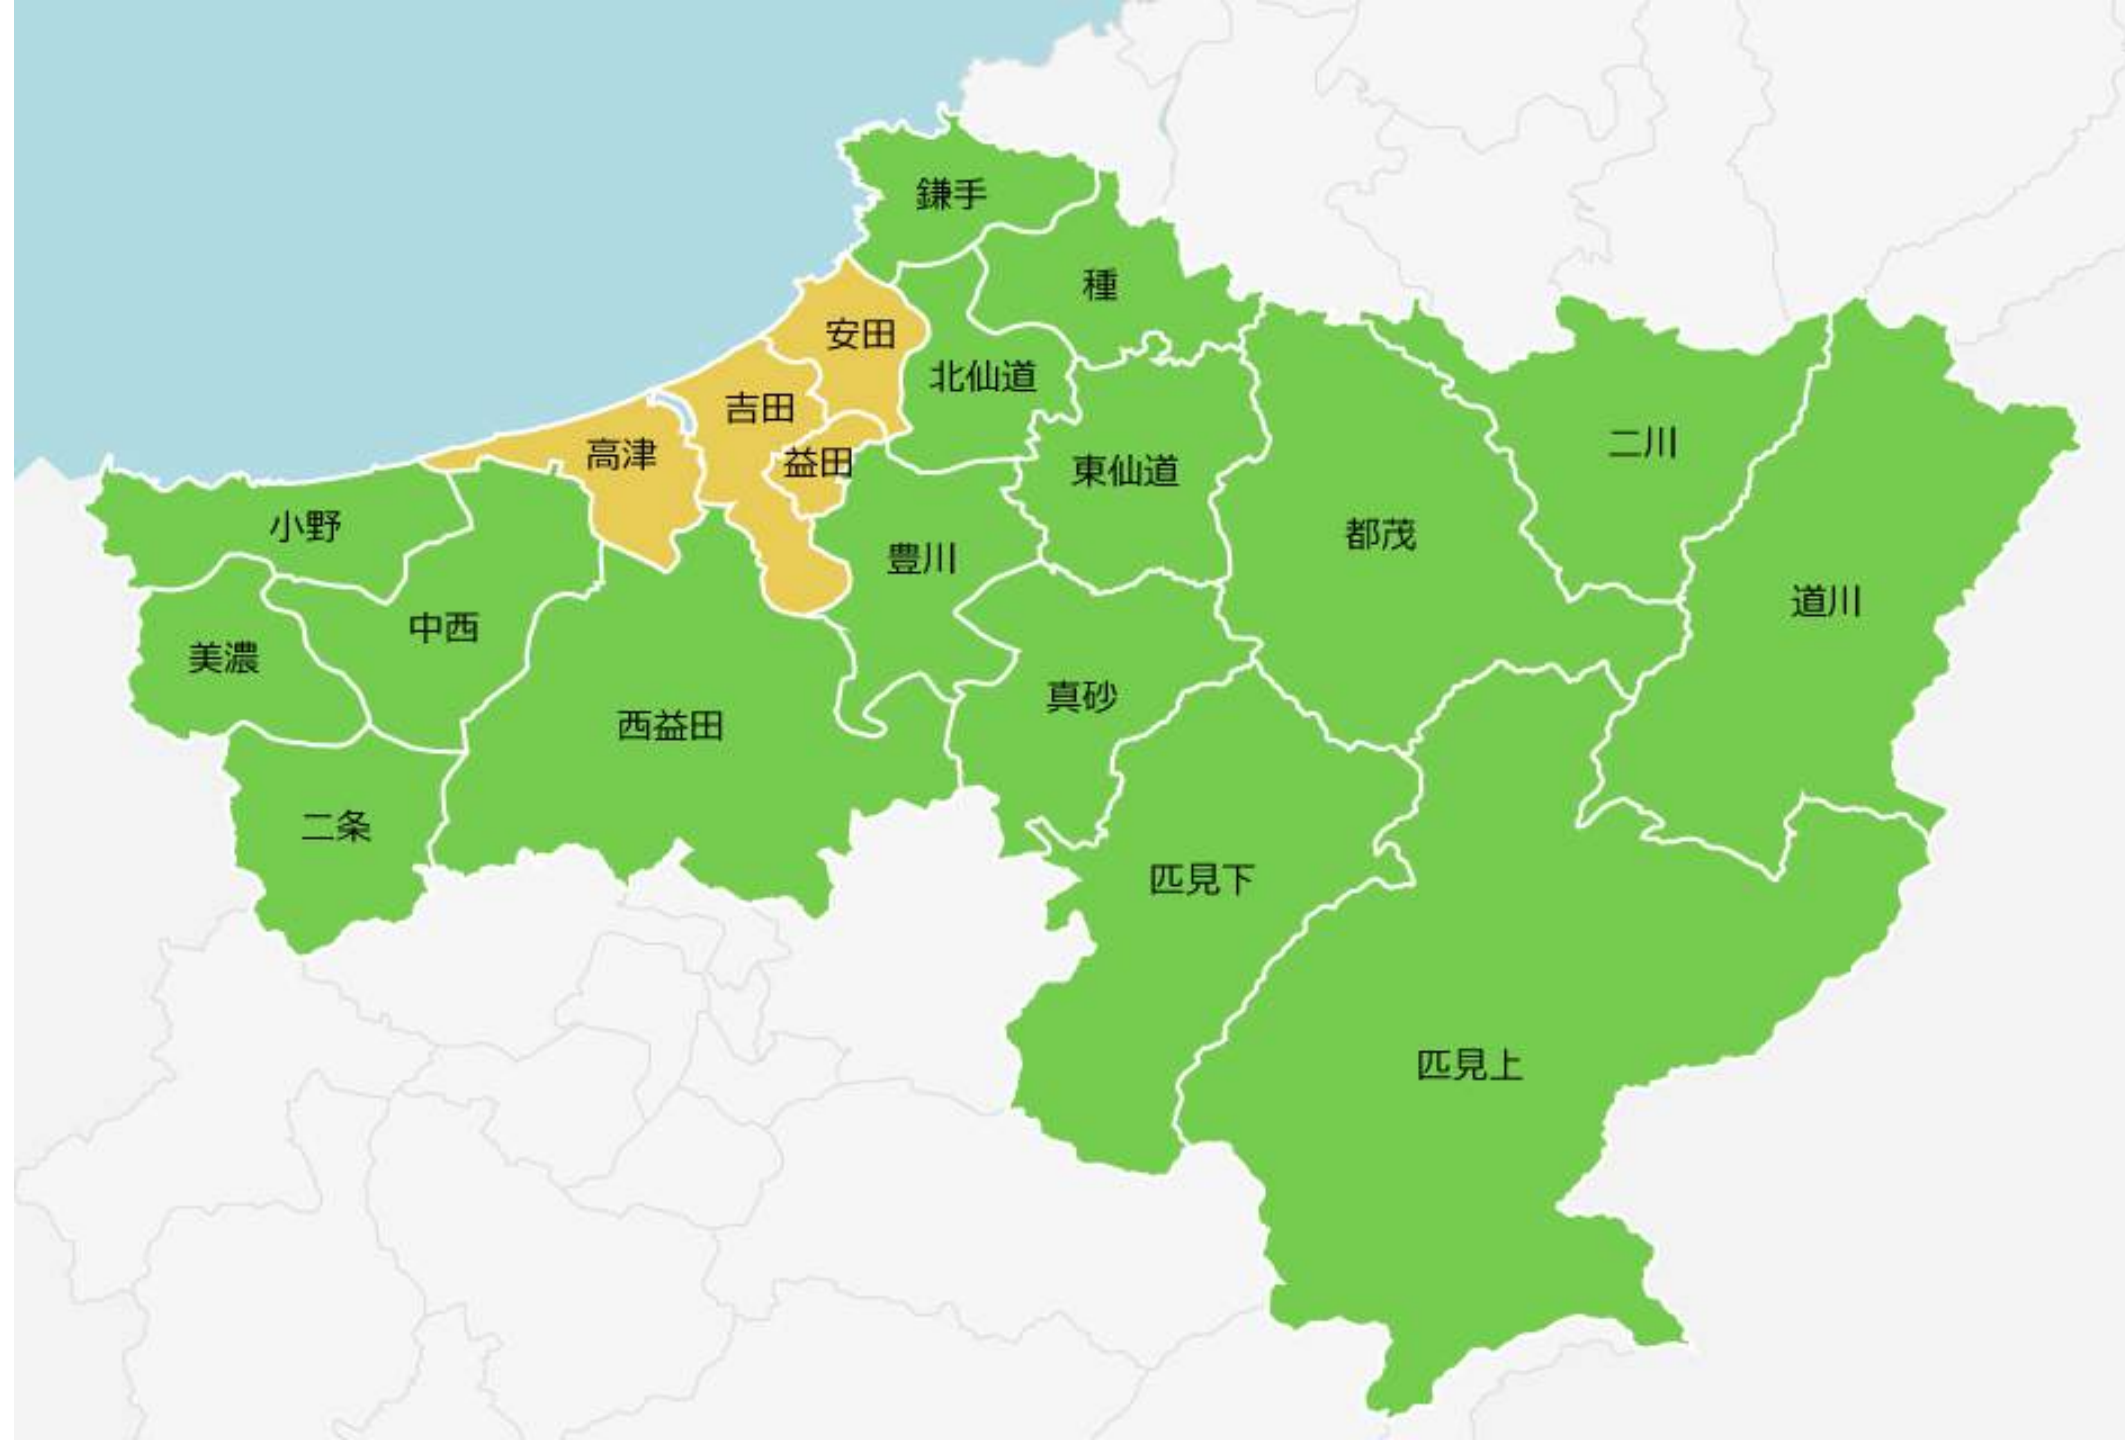 鎌手
種
安田
北仙道
吉田
高津
益田
東仙道
二川
小野
都茂
豊川
道川
中西
美濃
真砂
西益田
二条
匹見下
匹見上